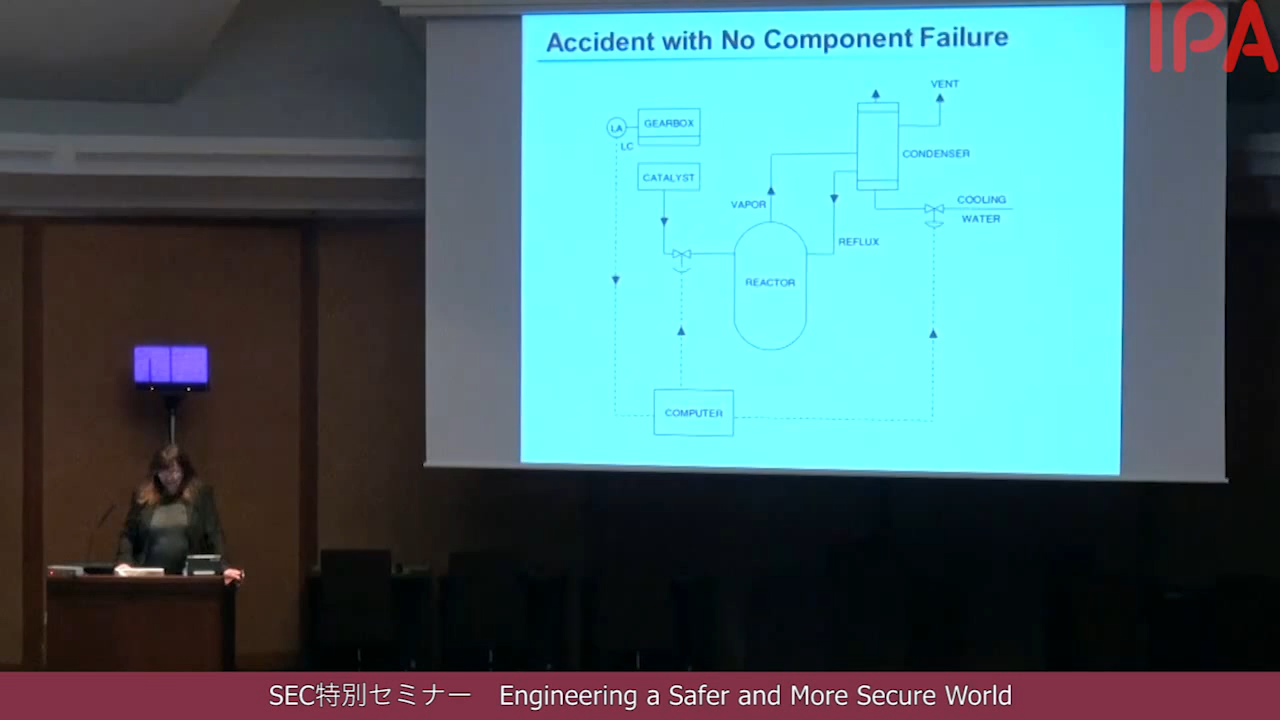 IPA
Accident with No Component Failure
VENT
LA
GEARBOX
LC
CONDENSER
CATALYST
VAPOR
COOLING
WATER
REFLUX
REACTOR
COMPUTER
SEC特別セミナー Engineering a Safer and More Secure World